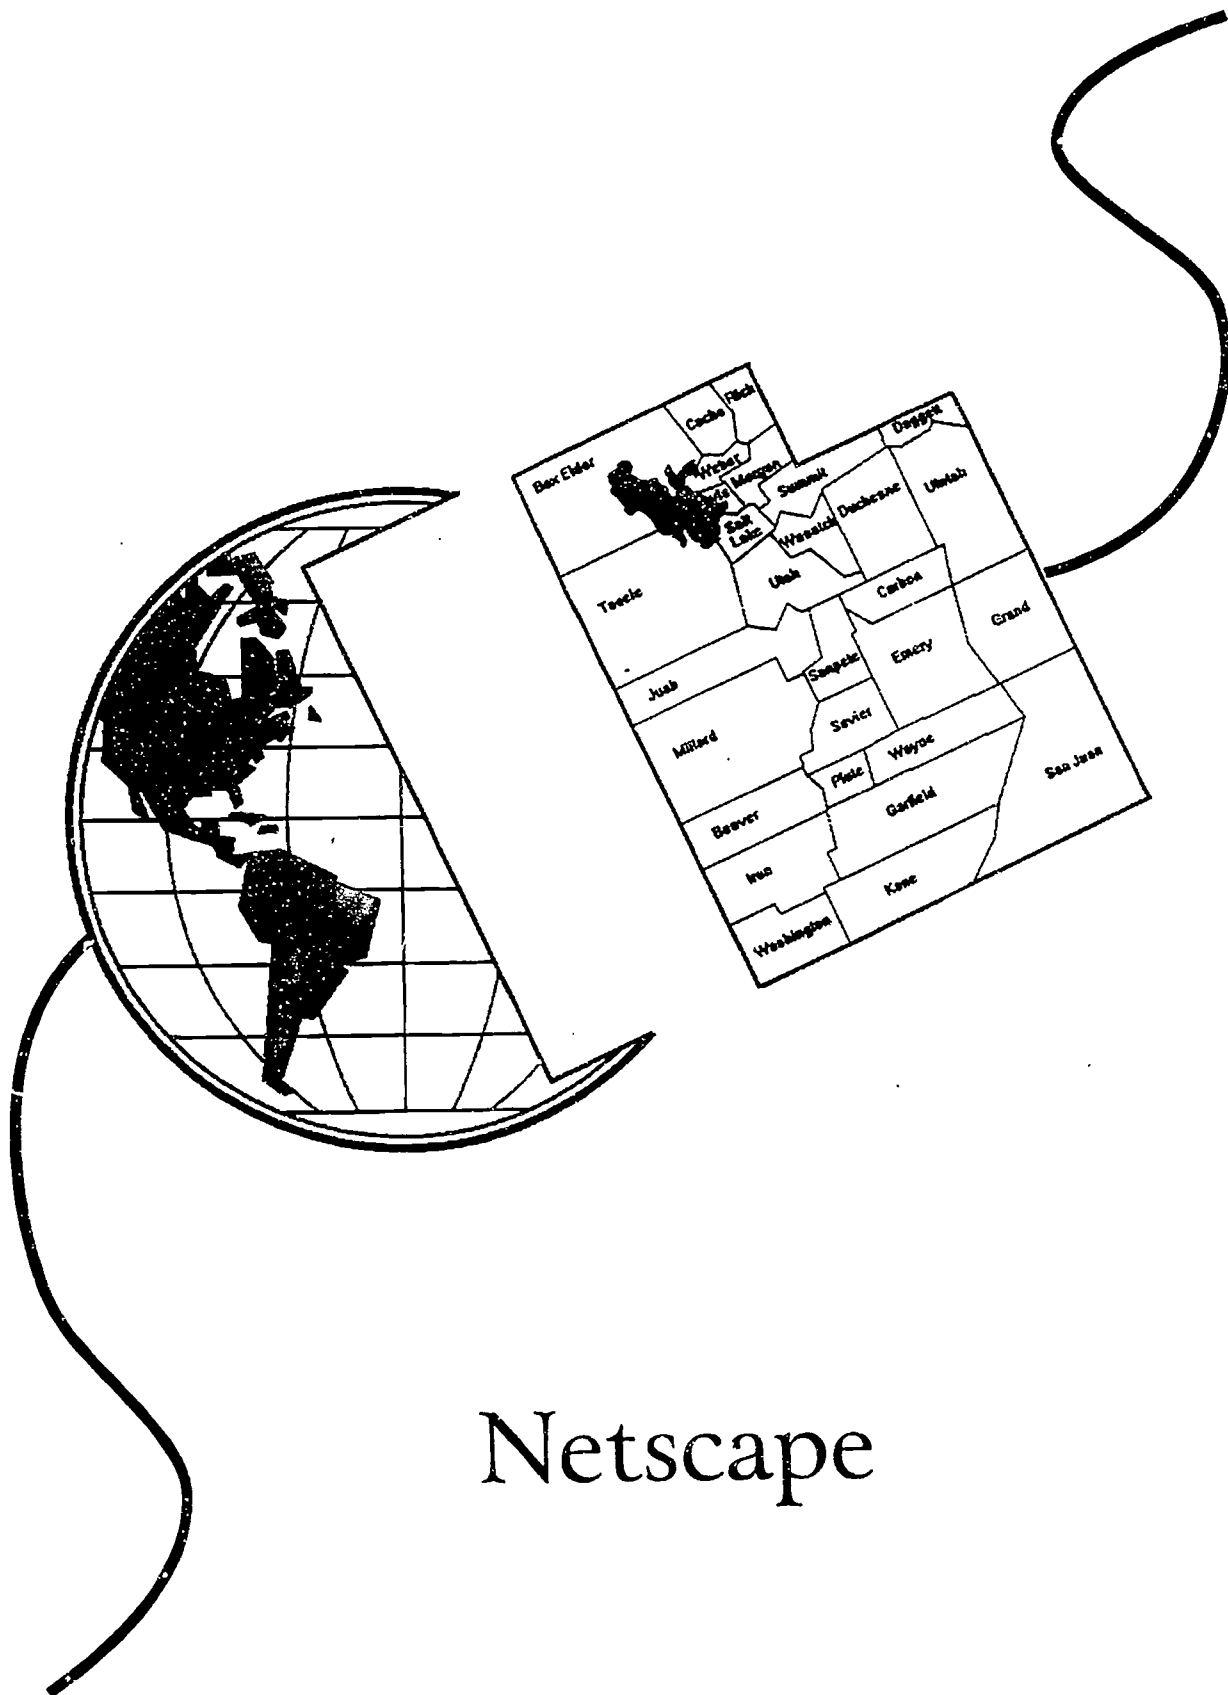 Rich
Cache
Daggett
Box Elder
Weber
Morgan
Summit
Uintah
Duchesne
Salt
Lake
Wasatch
Utah
Tooele
Carbon
Grand
Emery
Sanpete
Juab
Sevier
Millard
Wayne
San Juan
Piute
Garfield
Beaver
Iron
Kane
Washington
Netscape